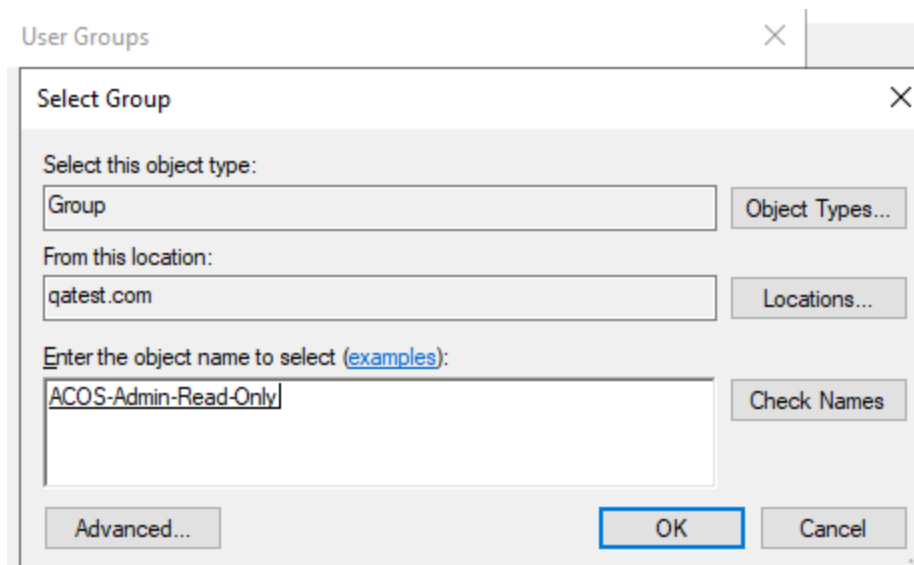 User Groups
Select Group
Select this object type:
Group
Object Types...
From this location:
qatest.com
Locations...
Enter the object name to select (examples):
ACOS-Admin-Read-Only
Check Names
Advanced...
OK
Cancel